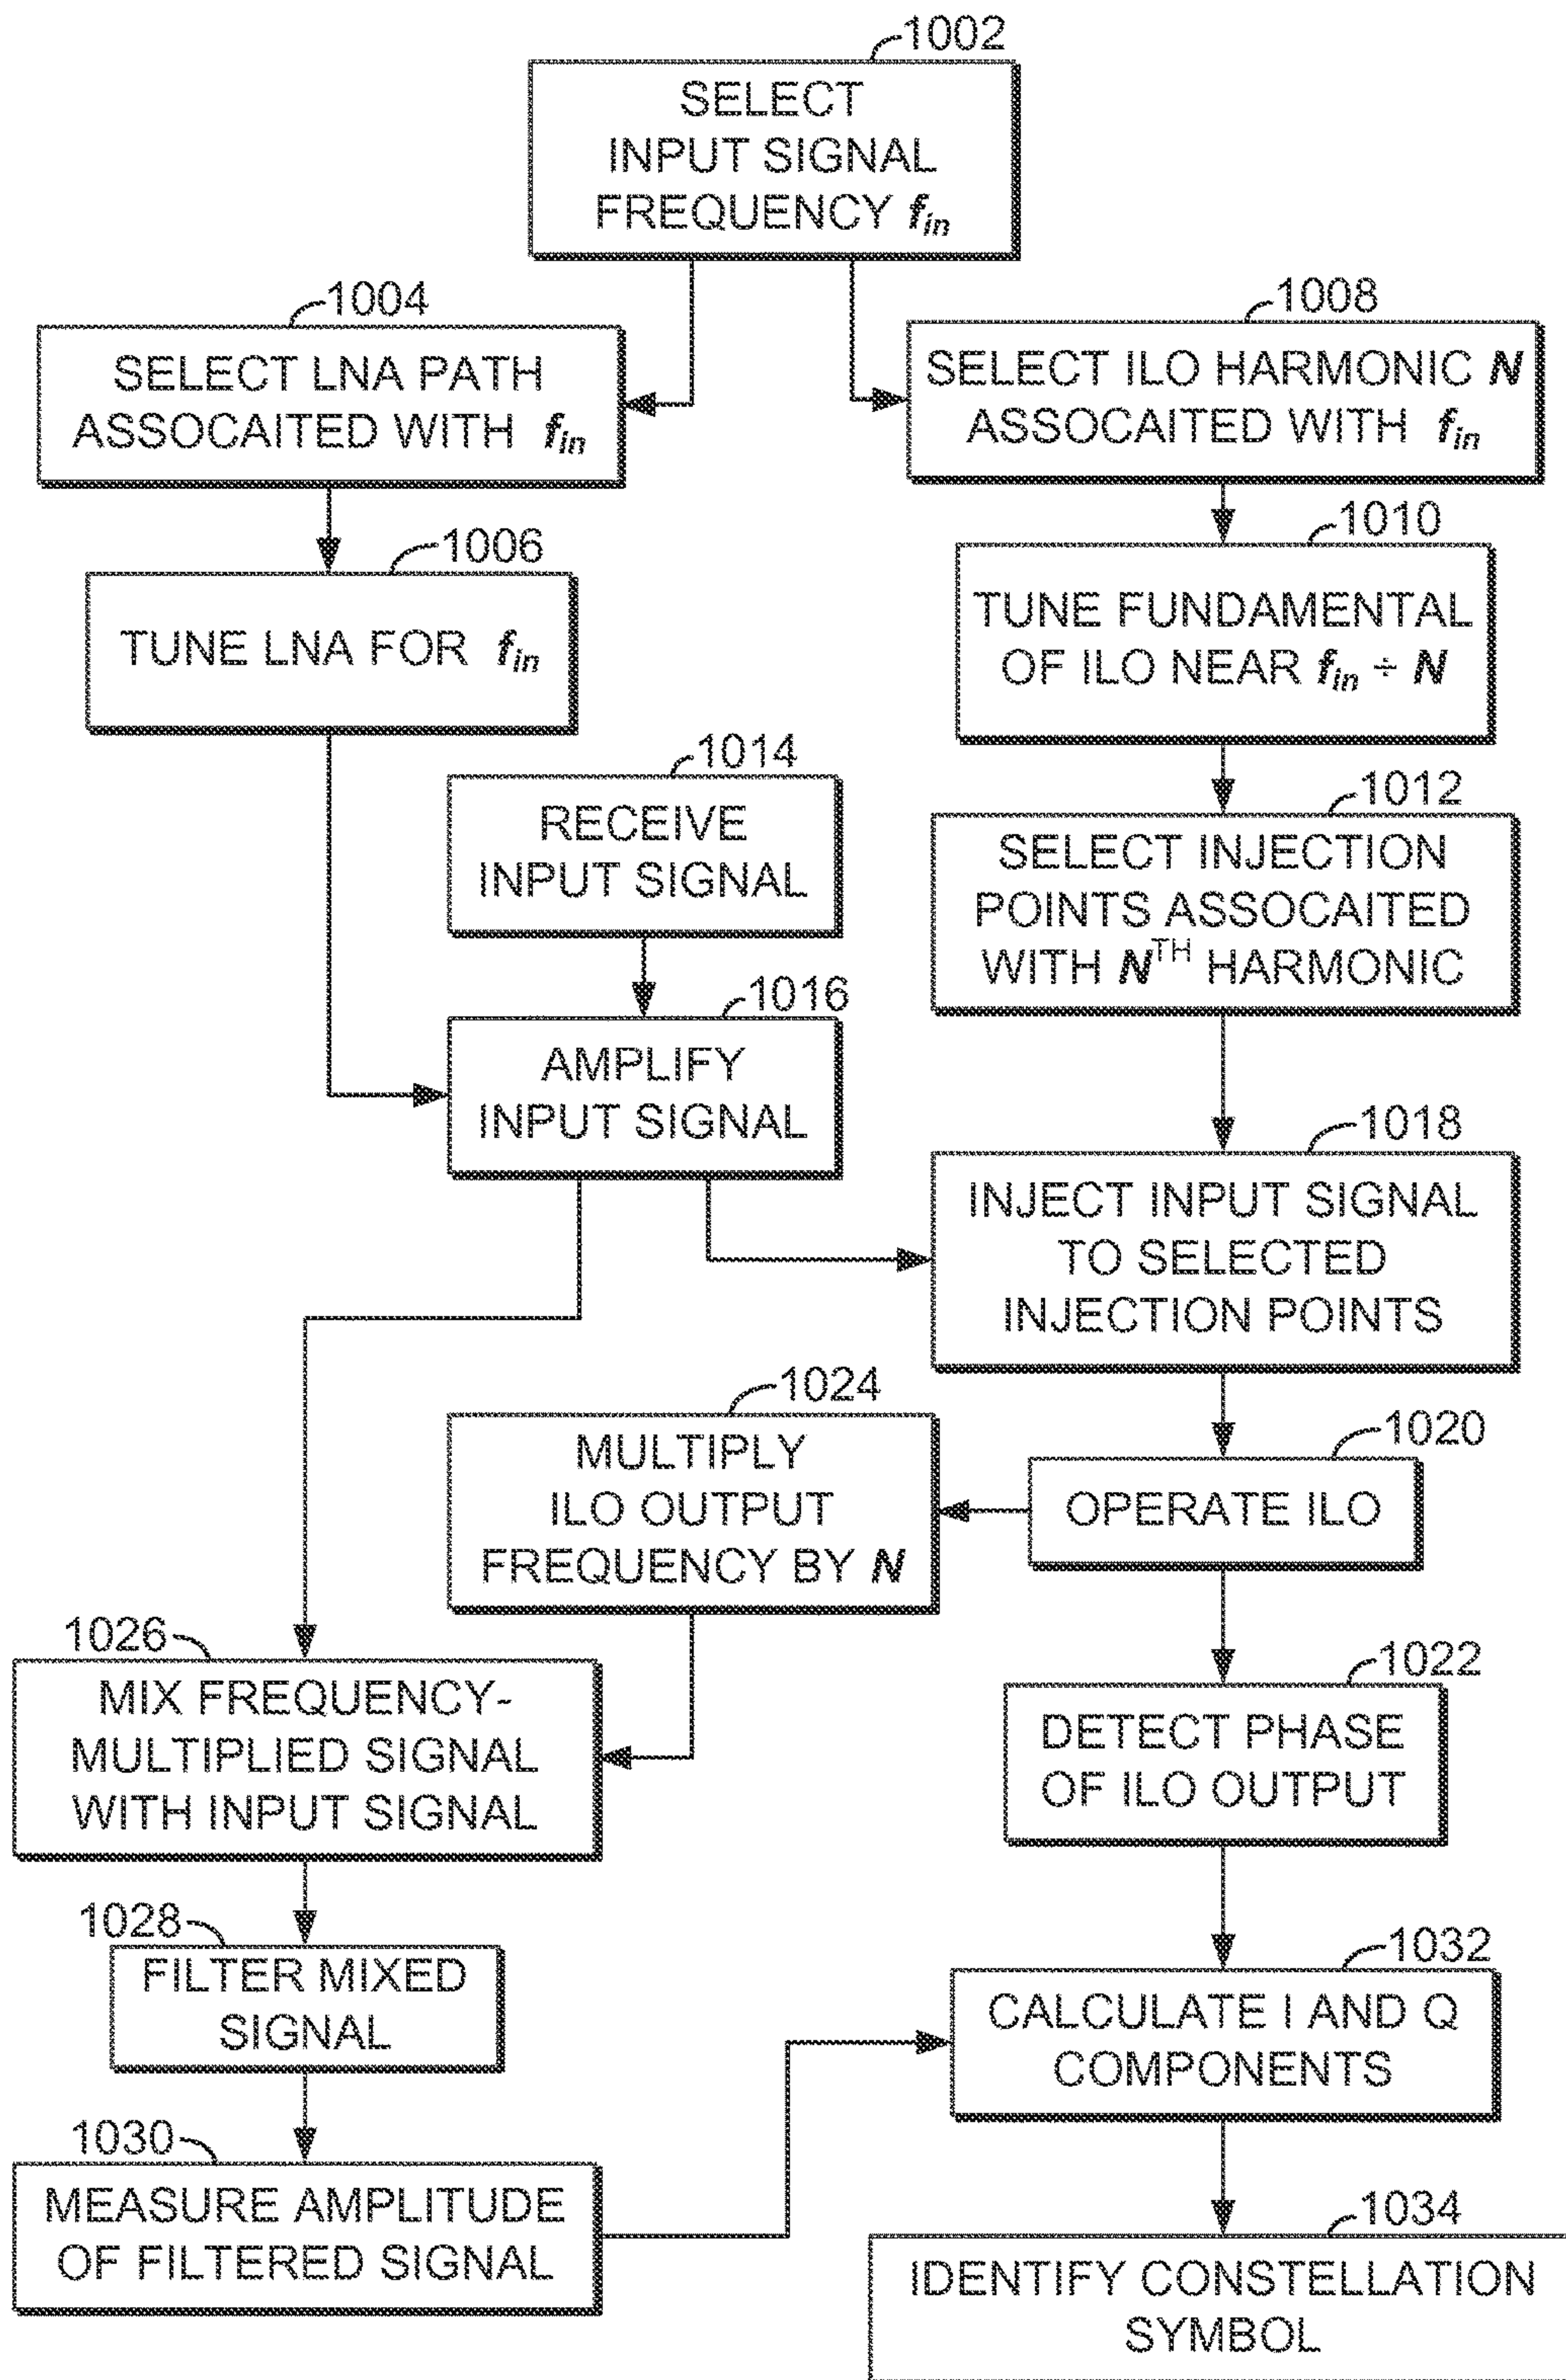 1002
SELECT
INPUT SIGNAL
FREQUENCY fin
1004
SELECT LNA PATH
ASSOCAITED WITH fin
1008
SELECT ILO HARMONIC N
ASSOCAITED WITH fin
1006
TUNE LNA FOR fin
1010
TUNE FUNDAMENTAL
OF ILO NEAR fin ÷ N
1014
RECEIVE
INPUT SIGNAL
1012
SELECT INJECTION
POINTS ASSOCAITED
WITH NTH HARMONIC
1016
AMPLIFY
INPUT SIGNAL
1018
INJECT INPUT SIGNAL
TO SELECTED
INJECTION POINTS
1024
MULTIPLY
ILO OUTPUT
FREQUENCY BY N
1020
OPERATE ILO
1026
MIX FREQUENCY-
MULTIPLIED SIGNAL
WITH INPUT SIGNAL
1022
DETECT PHASE
OF ILO OUTPUT
1028
FILTER MIXED
SIGNAL
1032
CALCULATE I AND Q
COMPONENTS
1030
MEASURE AMPLITUDE
OF FILTERED SIGNAL
1034
IDENTIFY CONSTELLATION
SYMBOL